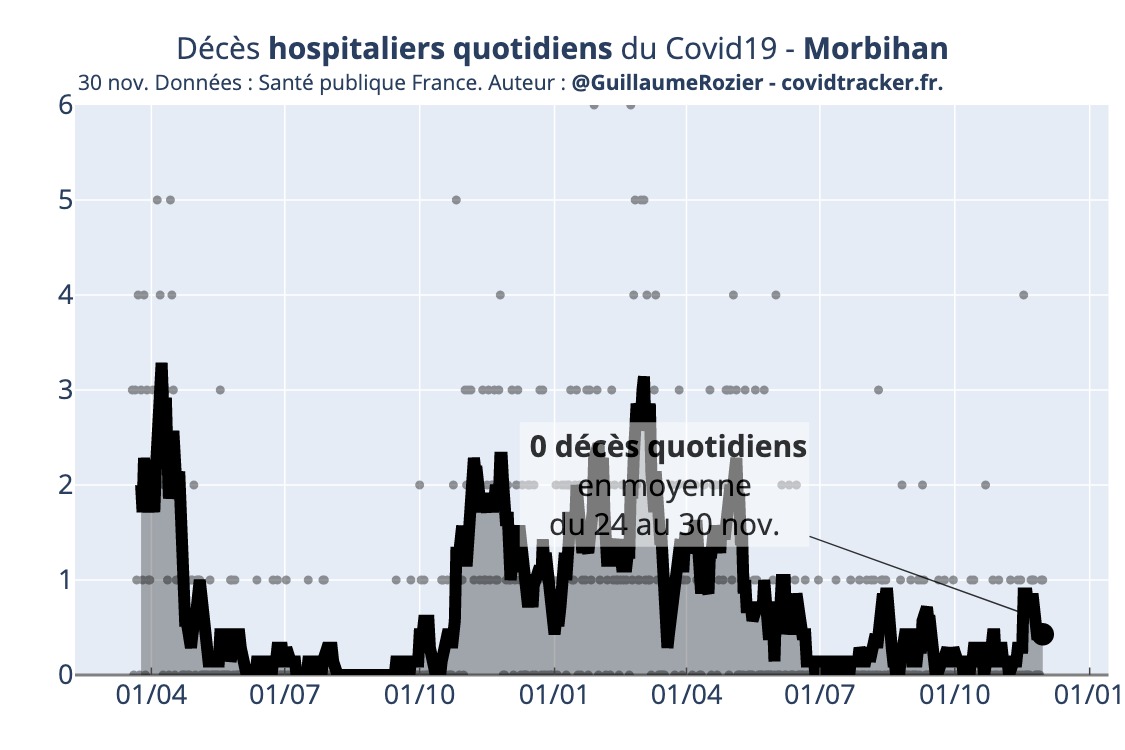 Décès hospitaliers quotidiens du Covid19 - Morbihan
30 nov. Données : Santé publique France. Auteur : @GuillaumeRozier - covidtracker.fr.
6
5
4
3
2
1
0
0 décès quotidiens
en moyenne
du 24 au 30 nov.
01/04 01/07 01/10 01/01 01/04 01/07 01/10 01/01